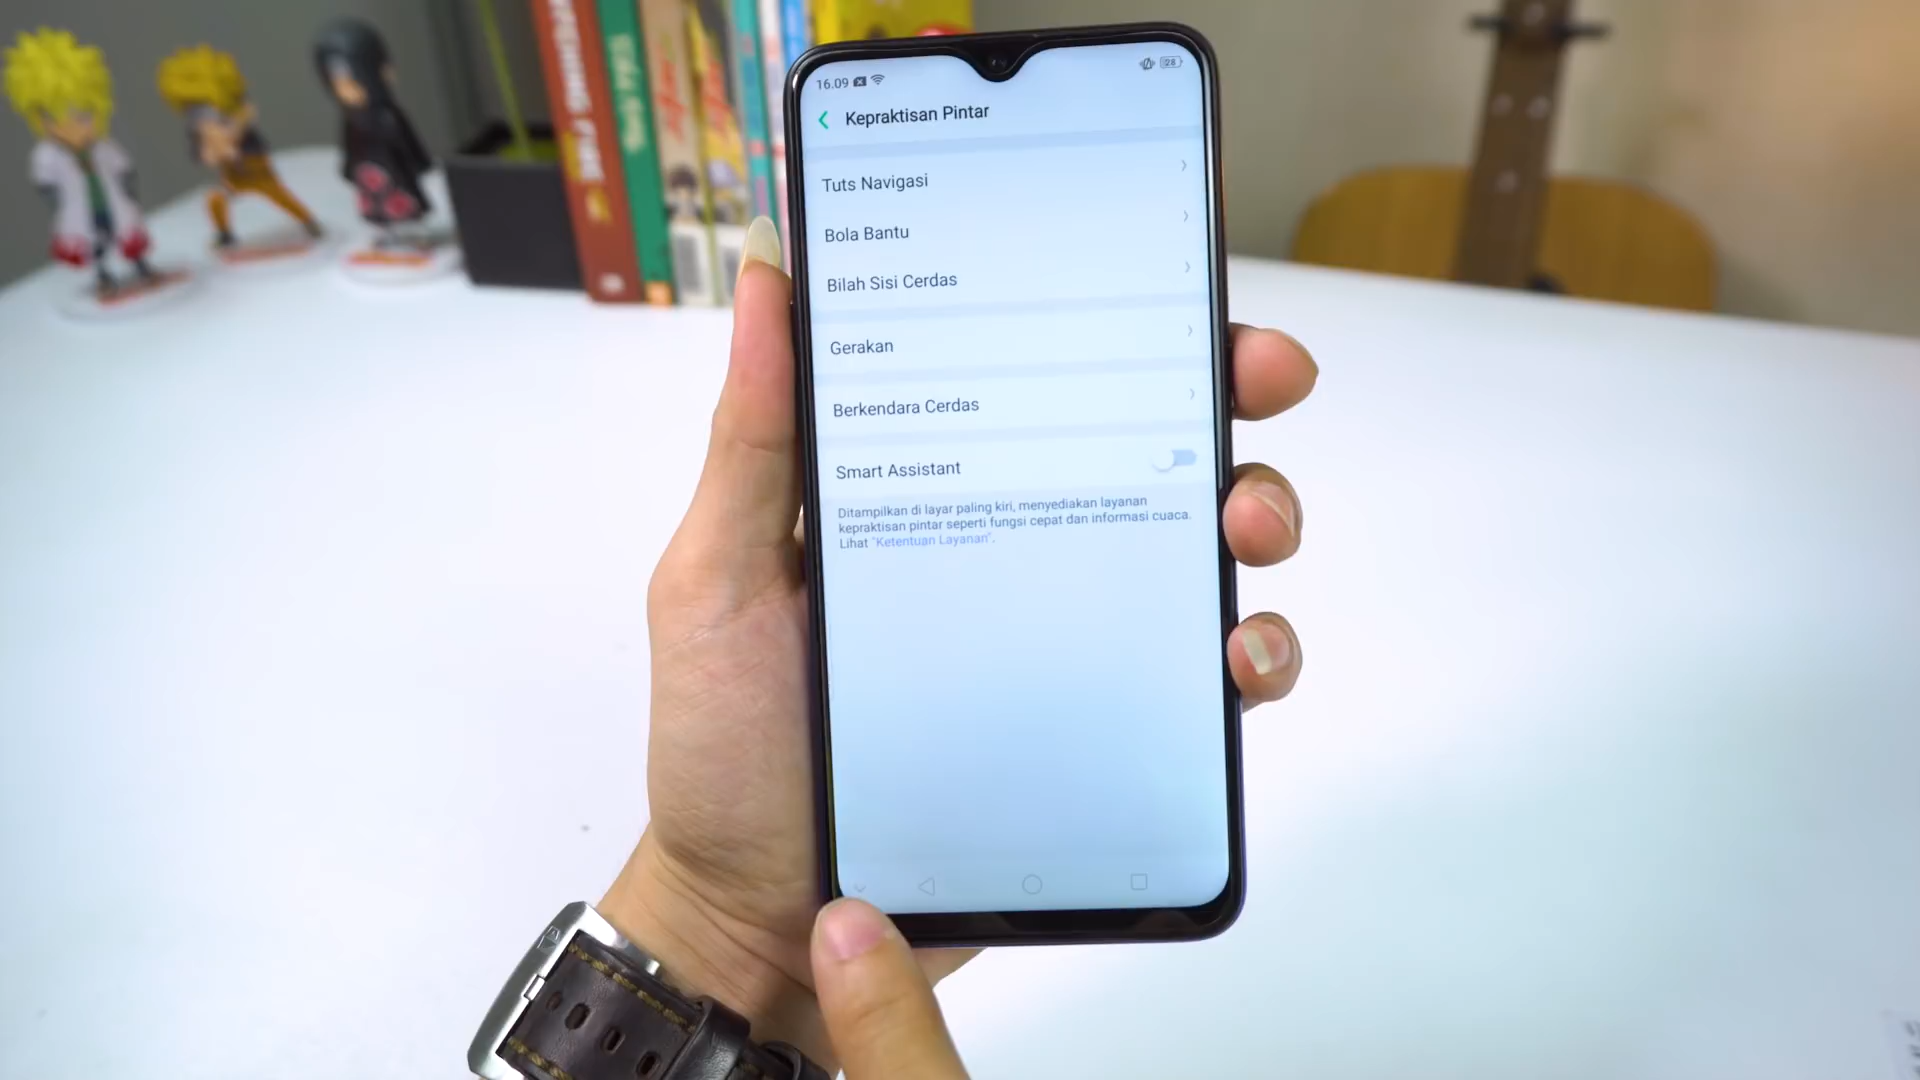 16.09
28
Kepraktisan Pintar
Tuts Navigasi
Bola Bantu
Bilah Sisi Cerdas
Gerakan
Berkendara Cerdas
Smart Assistant
Ditampilkan di layar paling kiri, menyediakan layanan
kepraktisan pintar seperti fungsi cepat dan informasi cuaca.
Lihat "Ketentuan Layanan".